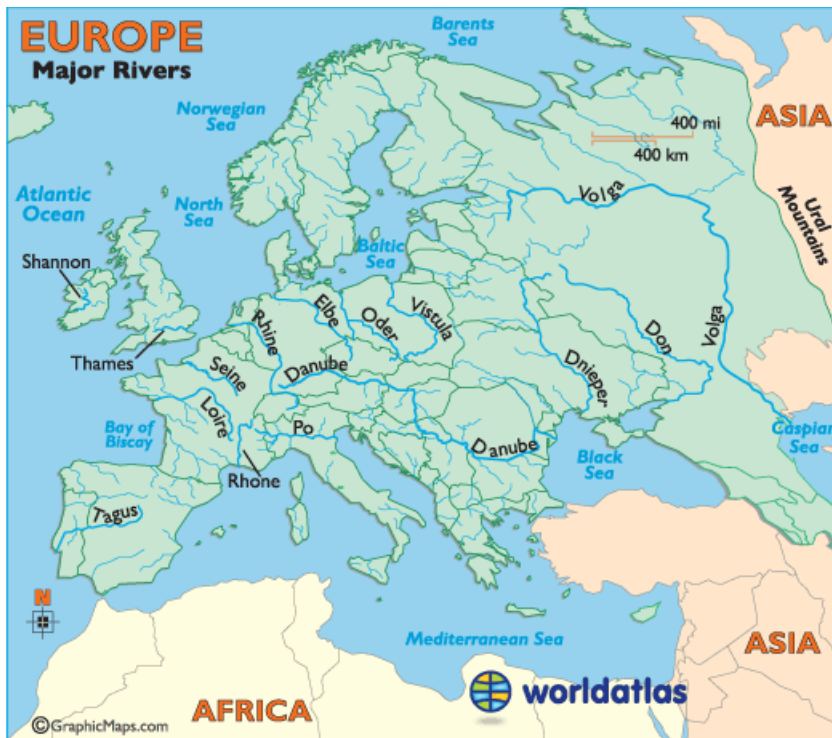 EUROPE
Major Rivers
Barents
Sea
Norwegian
Sea
400 mi
400 km
ASIA
Ural
Mountains
Atlantic
Ocean
North
Sea
Volga
Baltic
Sea
Shannon
Thames
Elbe
Oder
Vistula
Rhine
Don
Volga
Seine
Danube
Dnieper
Loire
Bay of
Biscay
Po
Danube
Black
Sea
Caspian
Sea
Rhone
Tagus
N
Mediterranean Sea
ASIA
AFRICA
worldatlas
©GraphicMaps.com